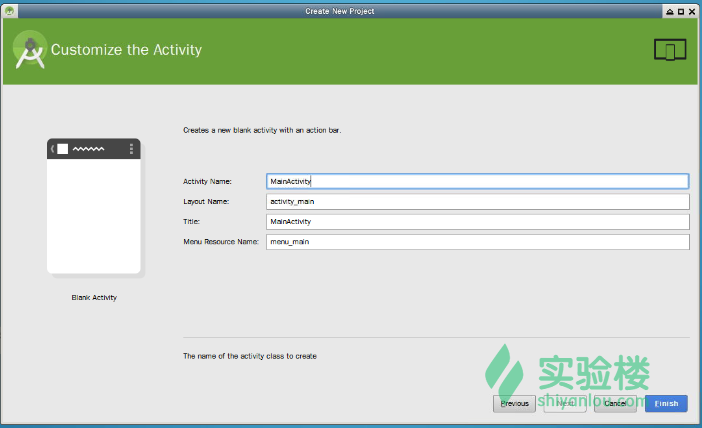 Create New Project
Customize the Activity
Creates a new blank activity with an action bar.
Activity Name: MainActivity
Layout Name: activity_main
Title: MainActivity
Menu Resource Name: menu_main
Blank Activity
The name of the activity class to create
实验楼
shiyanlou.com
Previous Next Cancel Finish